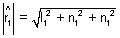 |r̂₁| = √(l₁² + n₁² + n₁²)